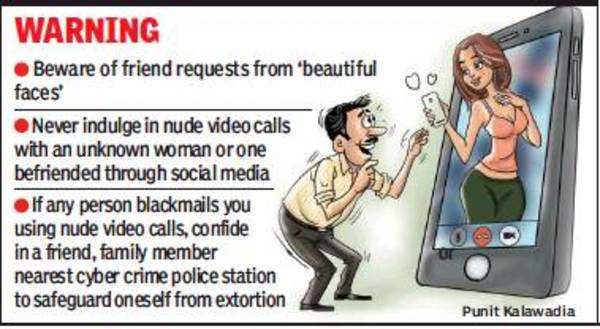 WARNING
● Beware of friend requests from ‘beautiful
faces’
● Never indulge in nude video calls
with an unknown woman or one
befriended through social media
● If any person blackmails you
using nude video calls, confide
in a friend, family member
or
nearest cyber crime police station
to safeguard oneself from extortion
Punit Kalawadia